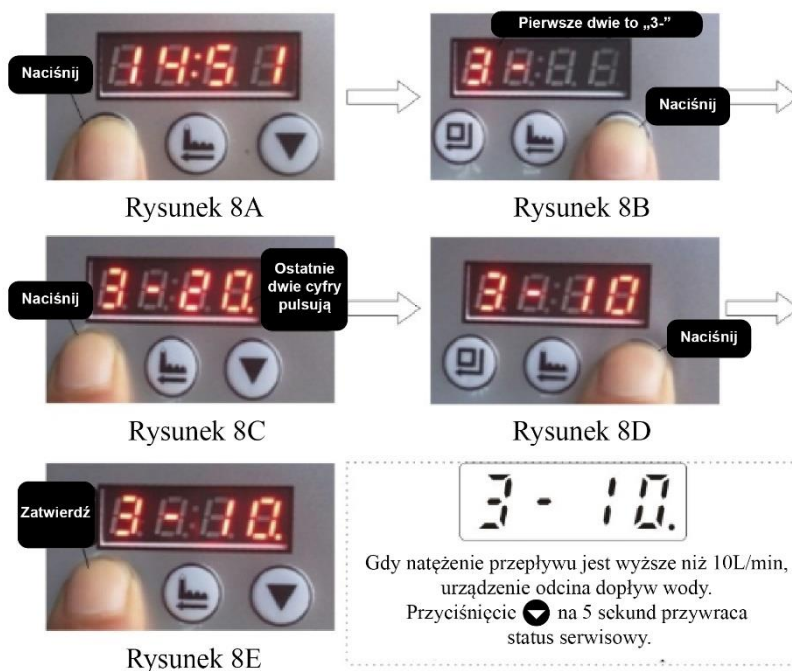 Naciśnij
14:51
Rysunek 8A
Pierwsze dwie to „3-”
3-
Naciśnij
Rysunek 8B
Naciśnij
3-20.
Ostatnie
dwie cyfry
pulsują
Rysunek 8C
3-10
Naciśnij
Rysunek 8D
Zatwierdź
3-10.
Rysunek 8E
3 - 10.
Gdy natężenie przepływu jest wyższe niż 10L/min,
urządzenie odcina dopływ wody.
Przyciśnięcie na 5 sekund przywraca
status serwisowy.